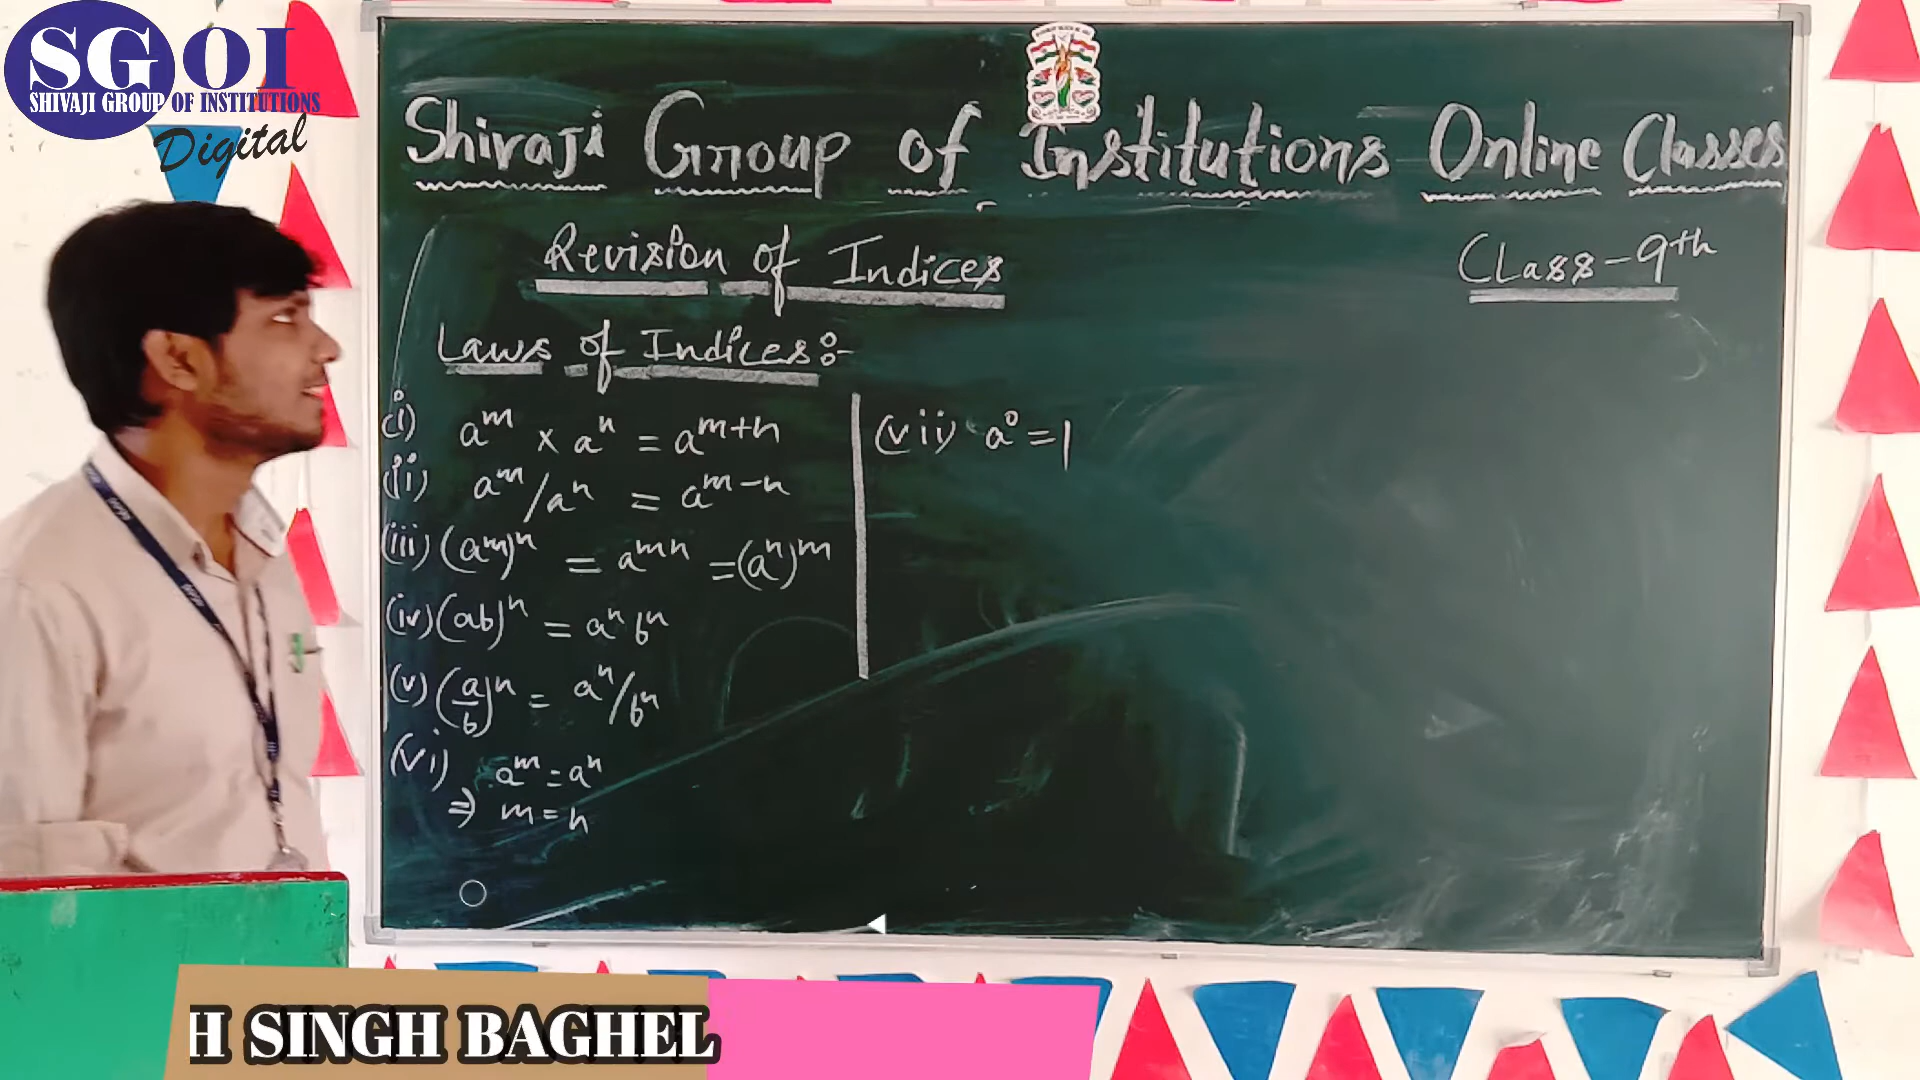 SGOI
SHIVAJI GROUP OF INSTITUTIONS
Digital
Shivaji Group of Institutions Online Classes
Revision of Indices
Class-9th
Laws of Indices:-
(i) a^m × a^n = a^{m+n}
(ii) a^m/a^n = a^{m-n}
(iii) (a^m)^n = a^{mn} = (a^n)^m
(iv) (ab)^n = a^n b^n
(v) (a/b)^n = a^n/b^n
(vi) a^m = a^n
⇒ m = n
(vii) a^0 = 1
H SINGH BAGHEL